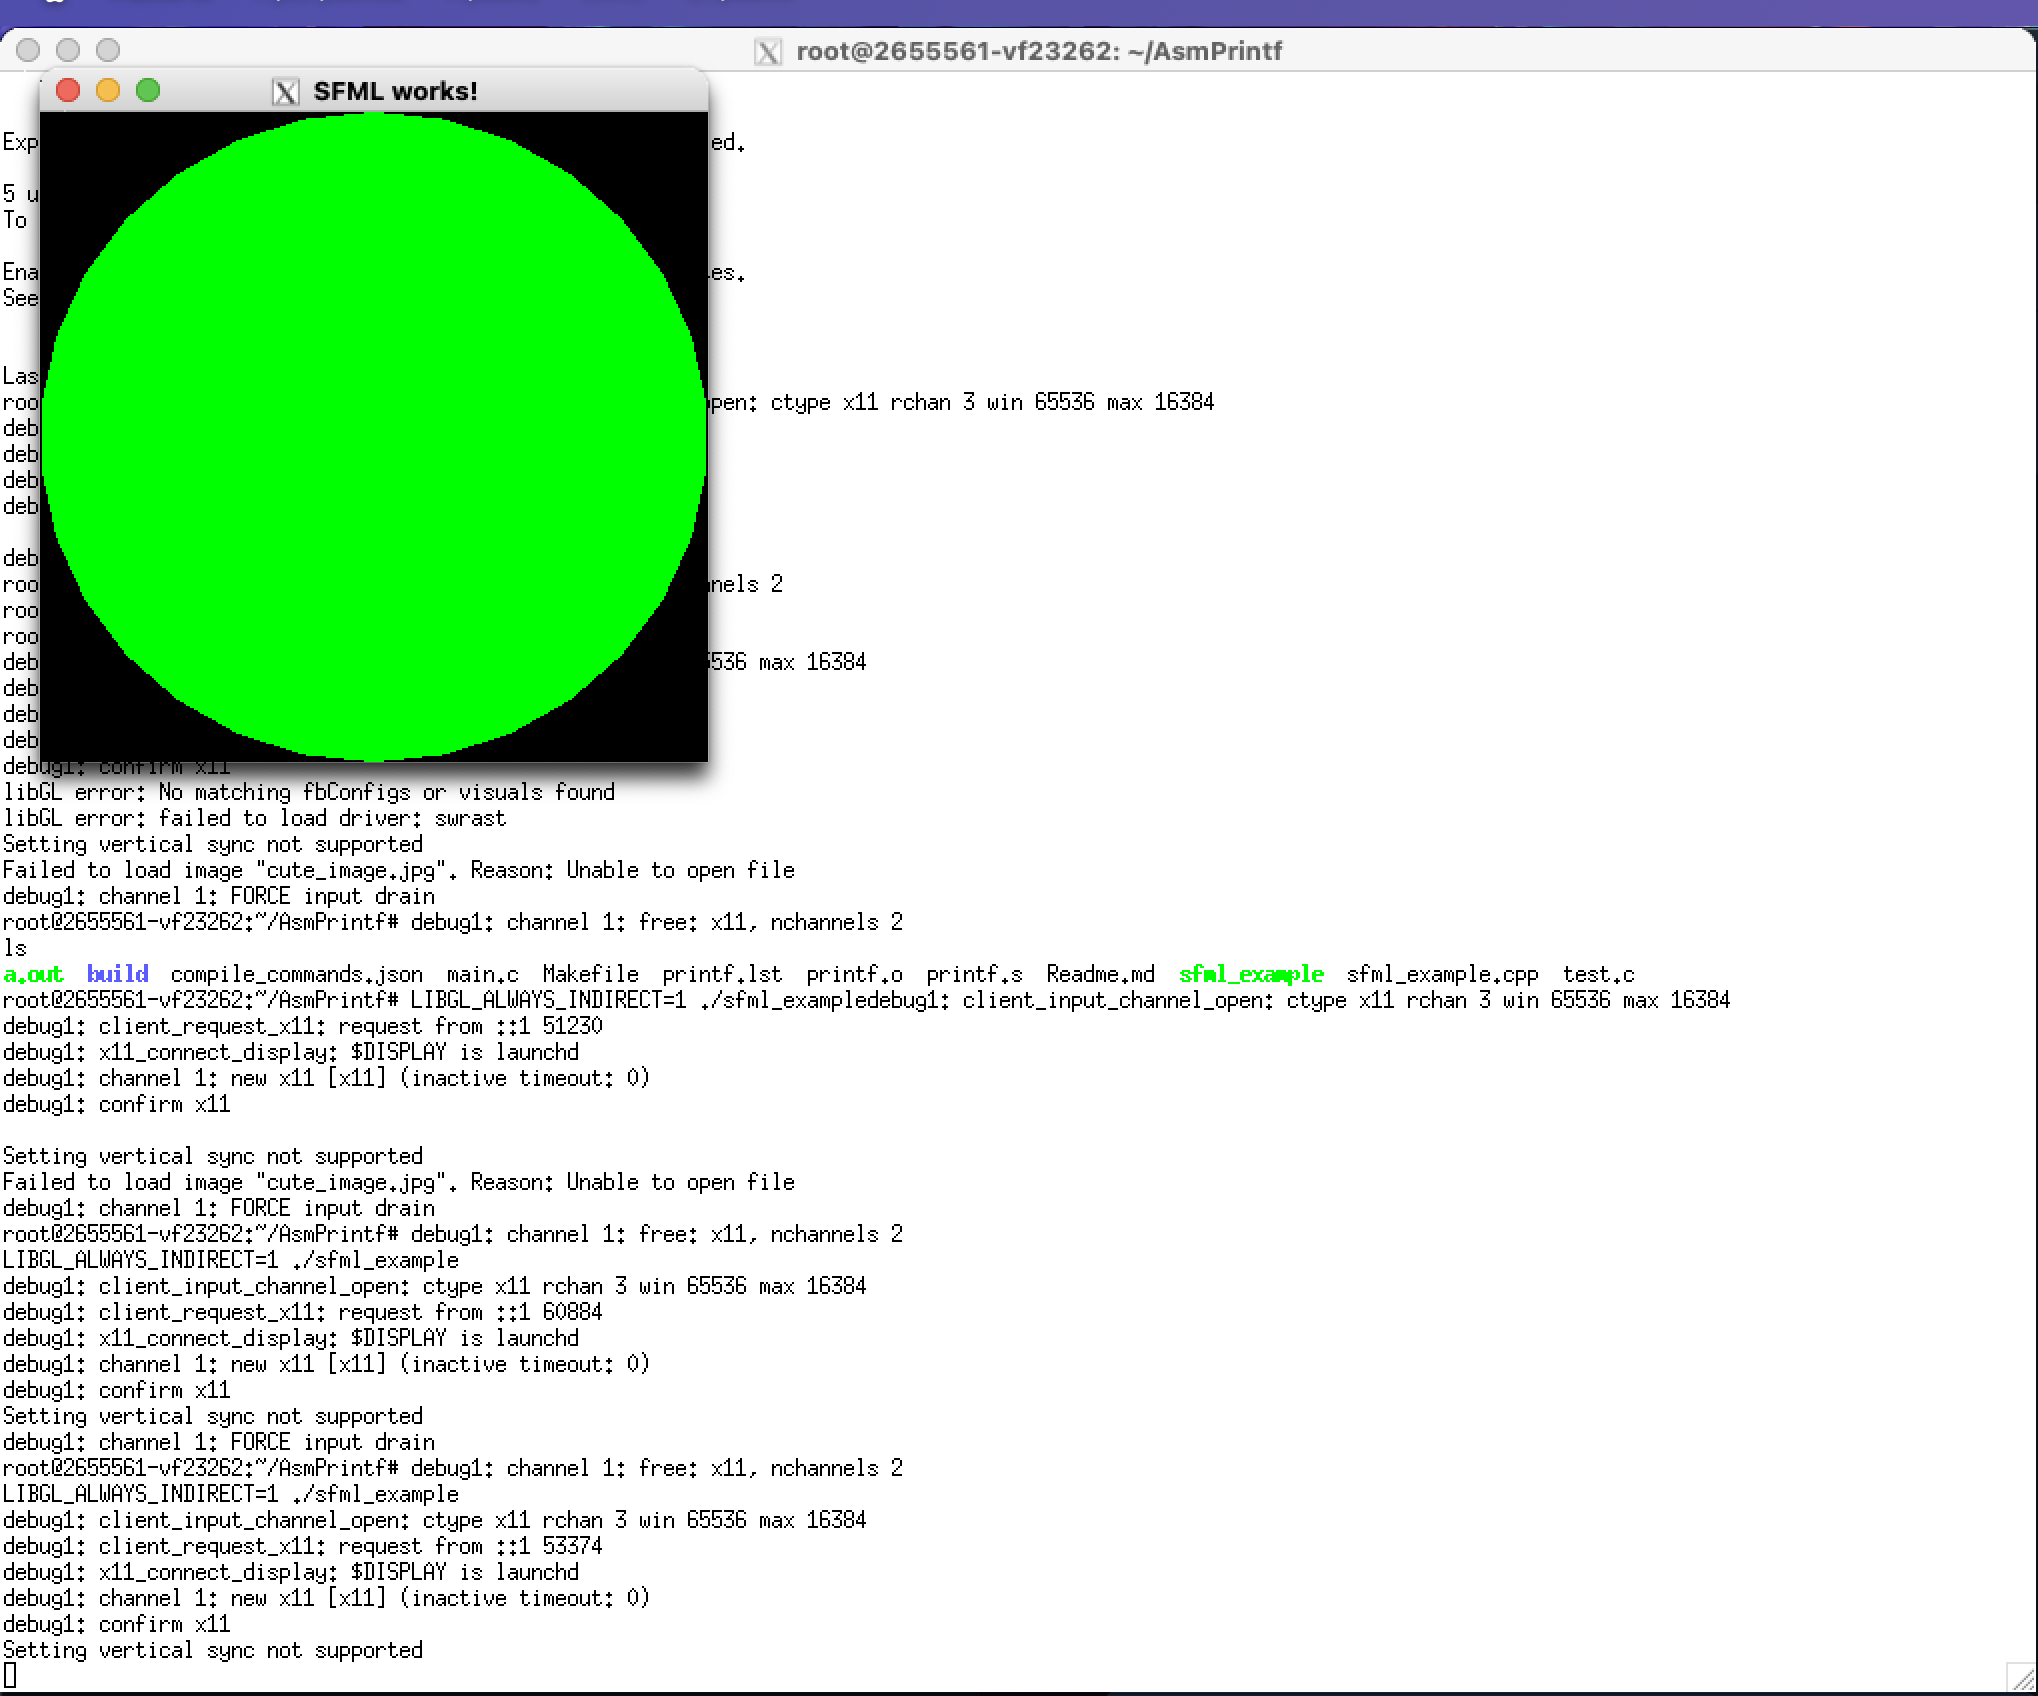 root@2655561-vf23262: ~/AsmPrintf
SFML works!
Exp ed.
5 u
To
Ena es.
See
Las
roo pen: ctype x11 rchan 3 win 65536 max 16384
deb
deb
deb
deb
deb
roo nels 2
roo
roo
deb 5536 max 16384
deb
deb
deb
debug1: confirm x11
libGL error: No matching fbConfigs or visuals found
libGL error: failed to load driver: swrast
Setting vertical sync not supported
Failed to load image "cute_image.jpg". Reason: Unable to open file
debug1: channel 1: FORCE input drain
root@2655561-vf23262:~/AsmPrintf# debug1: channel 1: free: x11, nchannels 2
ls
a.out build compile_commands.json main.c Makefile printf.lst printf.o printf.s Readme.md sfml_example sfml_example.cpp test.c
root@2655561-vf23262:~/AsmPrintf# LIBGL_ALWAYS_INDIRECT=1 ./sfml_exampledebug1: client_input_channel_open: ctype x11 rchan 3 win 65536 max 16384
debug1: client_request_x11: request from ::1 51230
debug1: x11_connect_display: $DISPLAY is launchd
debug1: channel 1: new x11 [x11] (inactive timeout: 0)
debug1: confirm x11
Setting vertical sync not supported
Failed to load image "cute_image.jpg". Reason: Unable to open file
debug1: channel 1: FORCE input drain
root@2655561-vf23262:~/AsmPrintf# debug1: channel 1: free: x11, nchannels 2
LIBGL_ALWAYS_INDIRECT=1 ./sfml_example
debug1: client_input_channel_open: ctype x11 rchan 3 win 65536 max 16384
debug1: client_request_x11: request from ::1 60884
debug1: x11_connect_display: $DISPLAY is launchd
debug1: channel 1: new x11 [x11] (inactive timeout: 0)
debug1: confirm x11
Setting vertical sync not supported
debug1: channel 1: FORCE input drain
root@2655561-vf23262:~/AsmPrintf# debug1: channel 1: free: x11, nchannels 2
LIBGL_ALWAYS_INDIRECT=1 ./sfml_example
debug1: client_input_channel_open: ctype x11 rchan 3 win 65536 max 16384
debug1: client_request_x11: request from ::1 53374
debug1: x11_connect_display: $DISPLAY is launchd
debug1: channel 1: new x11 [x11] (inactive timeout: 0)
debug1: confirm x11
Setting vertical sync not supported